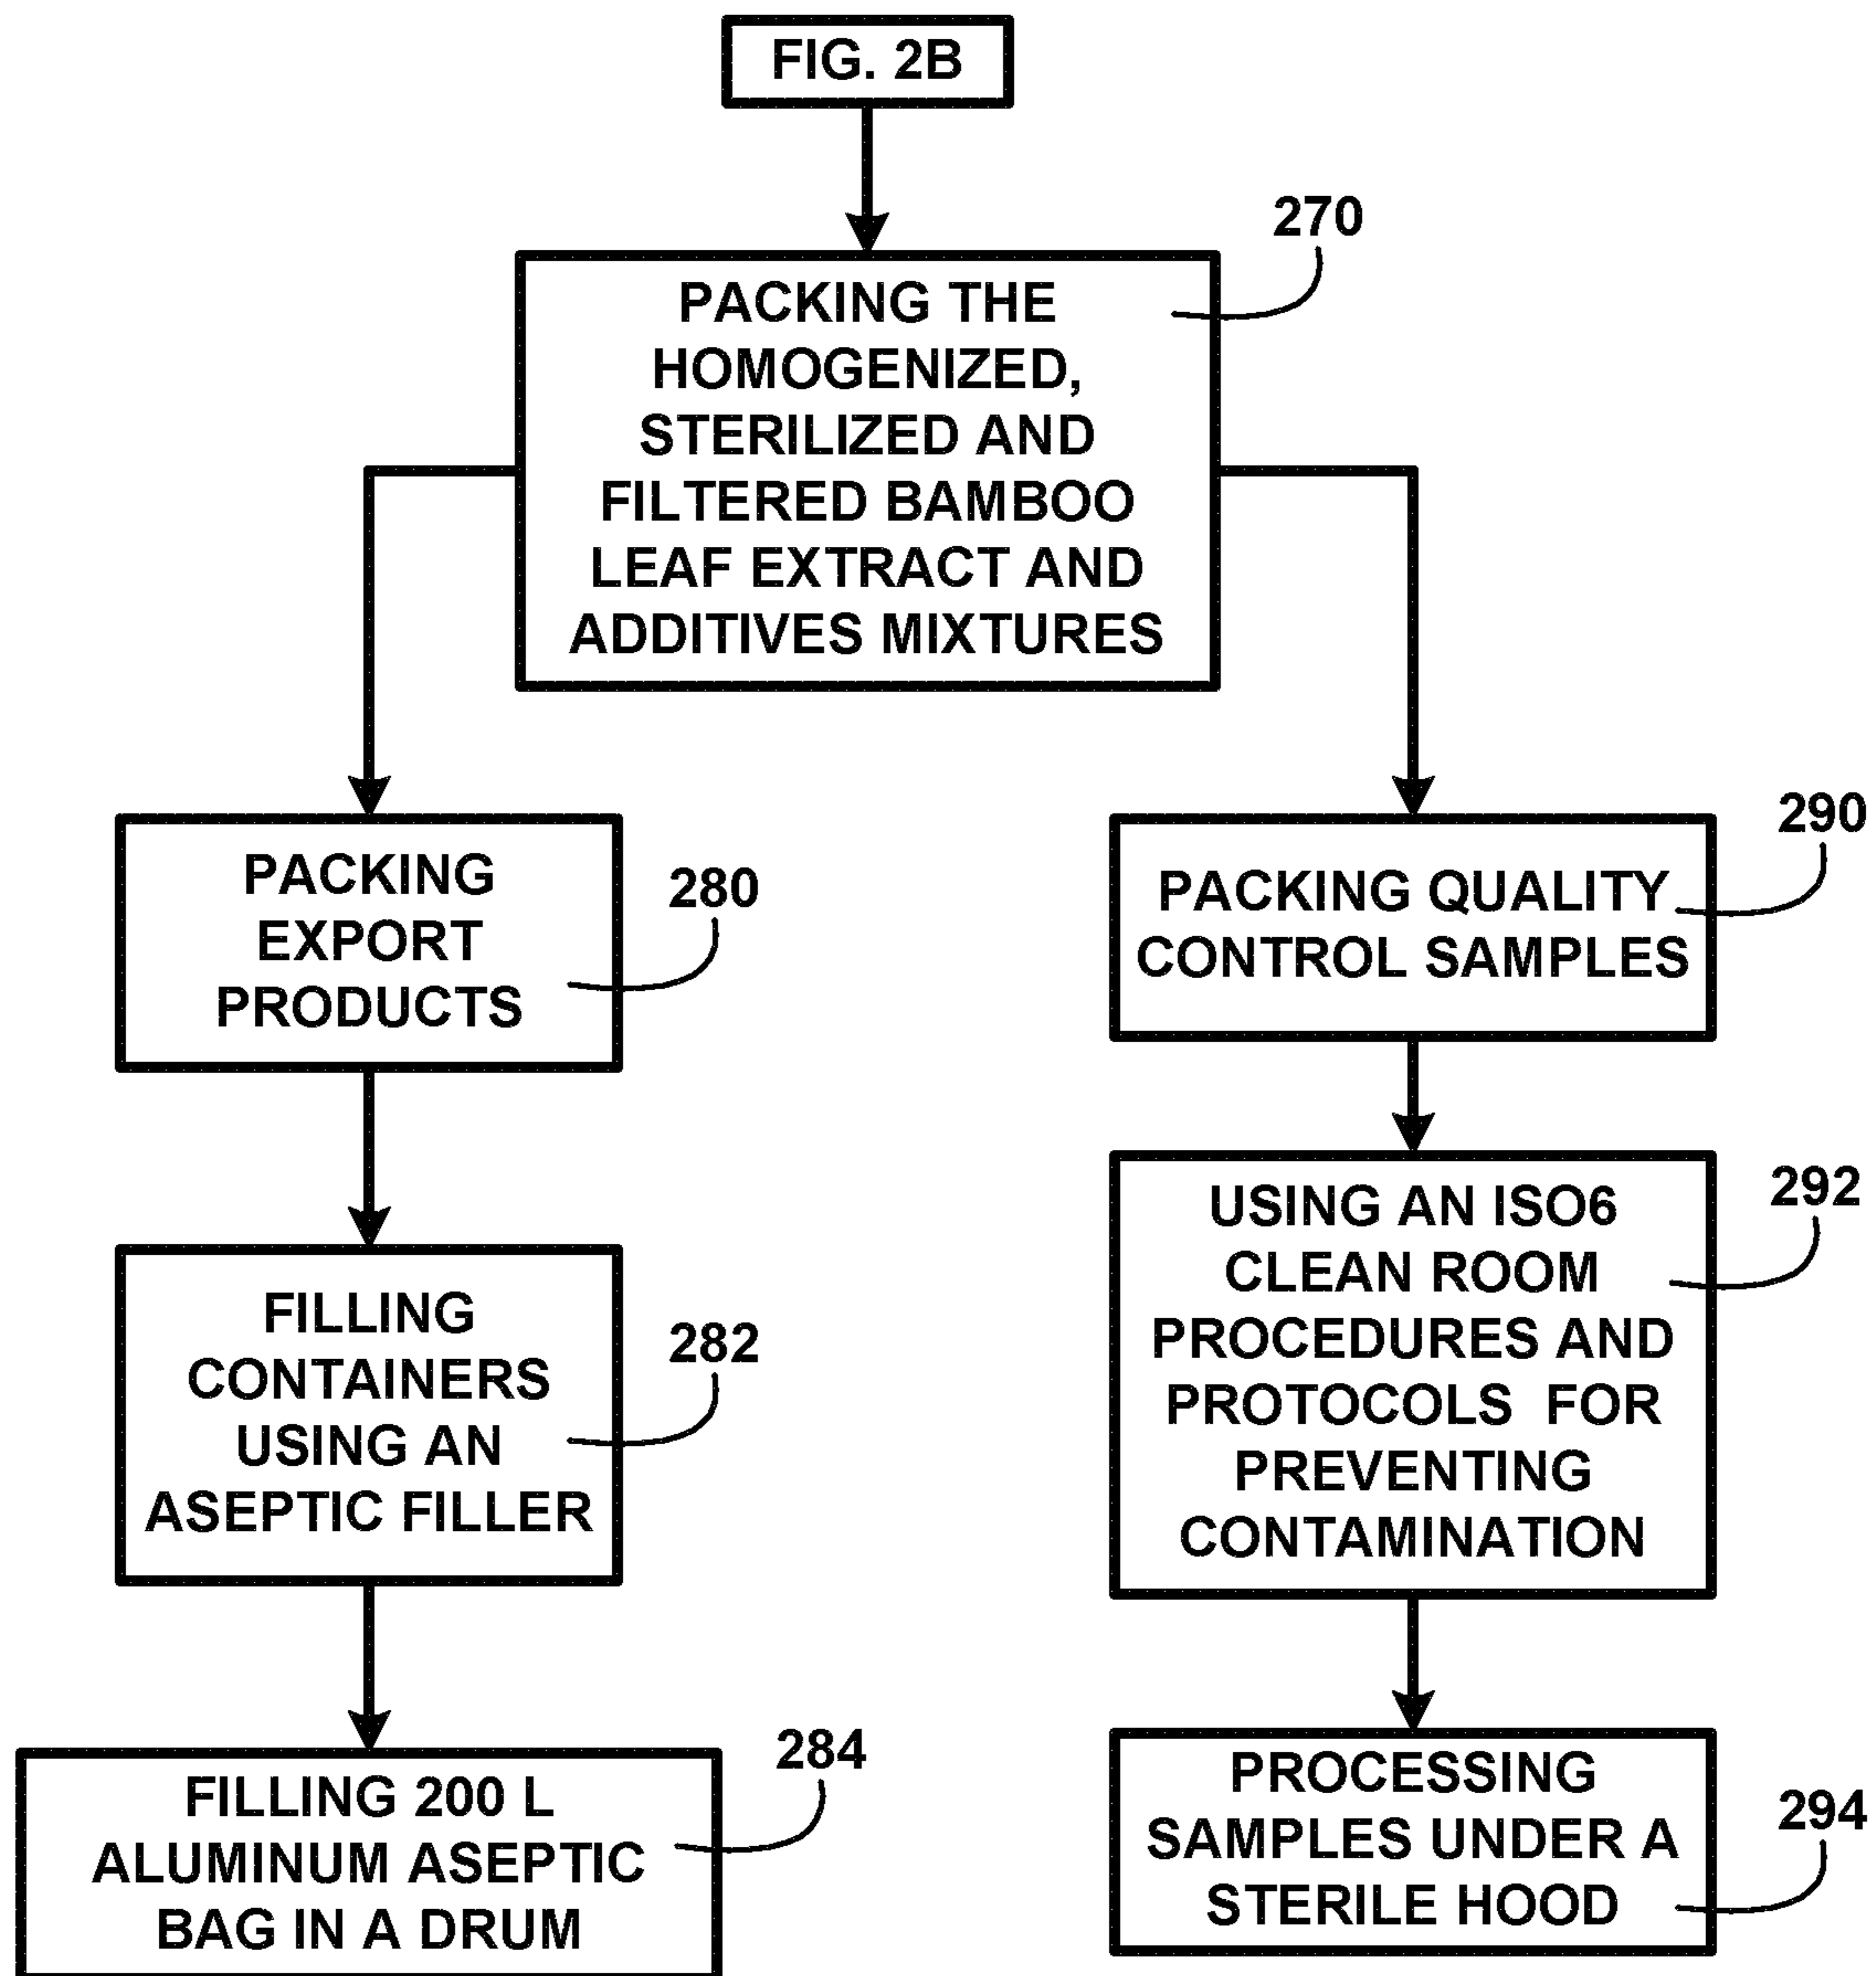 FIG. 2B
270
PACKING THE
HOMOGENIZED,
STERILIZED AND
FILTERED BAMBOO
LEAF EXTRACT AND
ADDITIVES MIXTURES
PACKING
EXPORT
PRODUCTS
280
FILLING
CONTAINERS
USING AN
ASEPTIC FILLER
282
FILLING 200 L
ALUMINUM ASEPTIC
BAG IN A DRUM
284
290
PACKING QUALITY
CONTROL SAMPLES
292
USING AN ISO6
CLEAN ROOM
PROCEDURES AND
PROTOCOLS  FOR
PREVENTING
CONTAMINATION
PROCESSING
SAMPLES UNDER A
STERILE HOOD
294